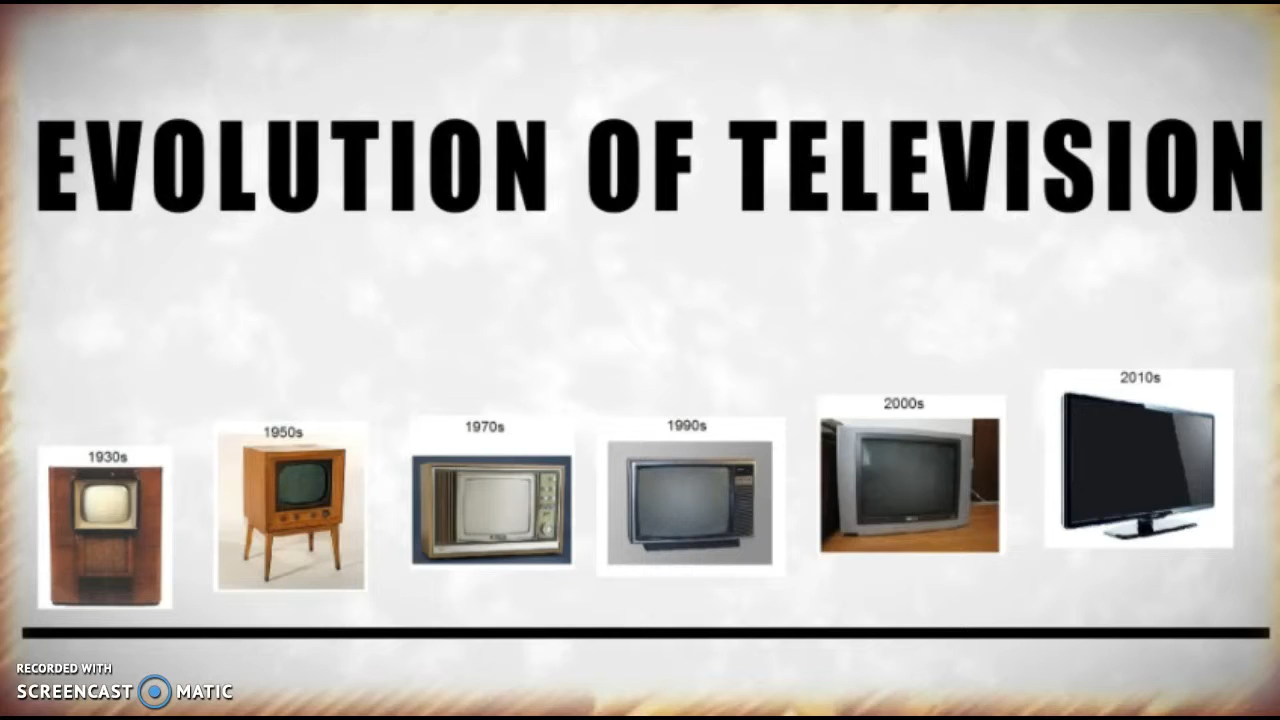 EVOLUTION OF TELEVISION
1930s
1950s
1970s
1990s
2000s
2010s
RECORDED WITH
SCREENCAST MATIC